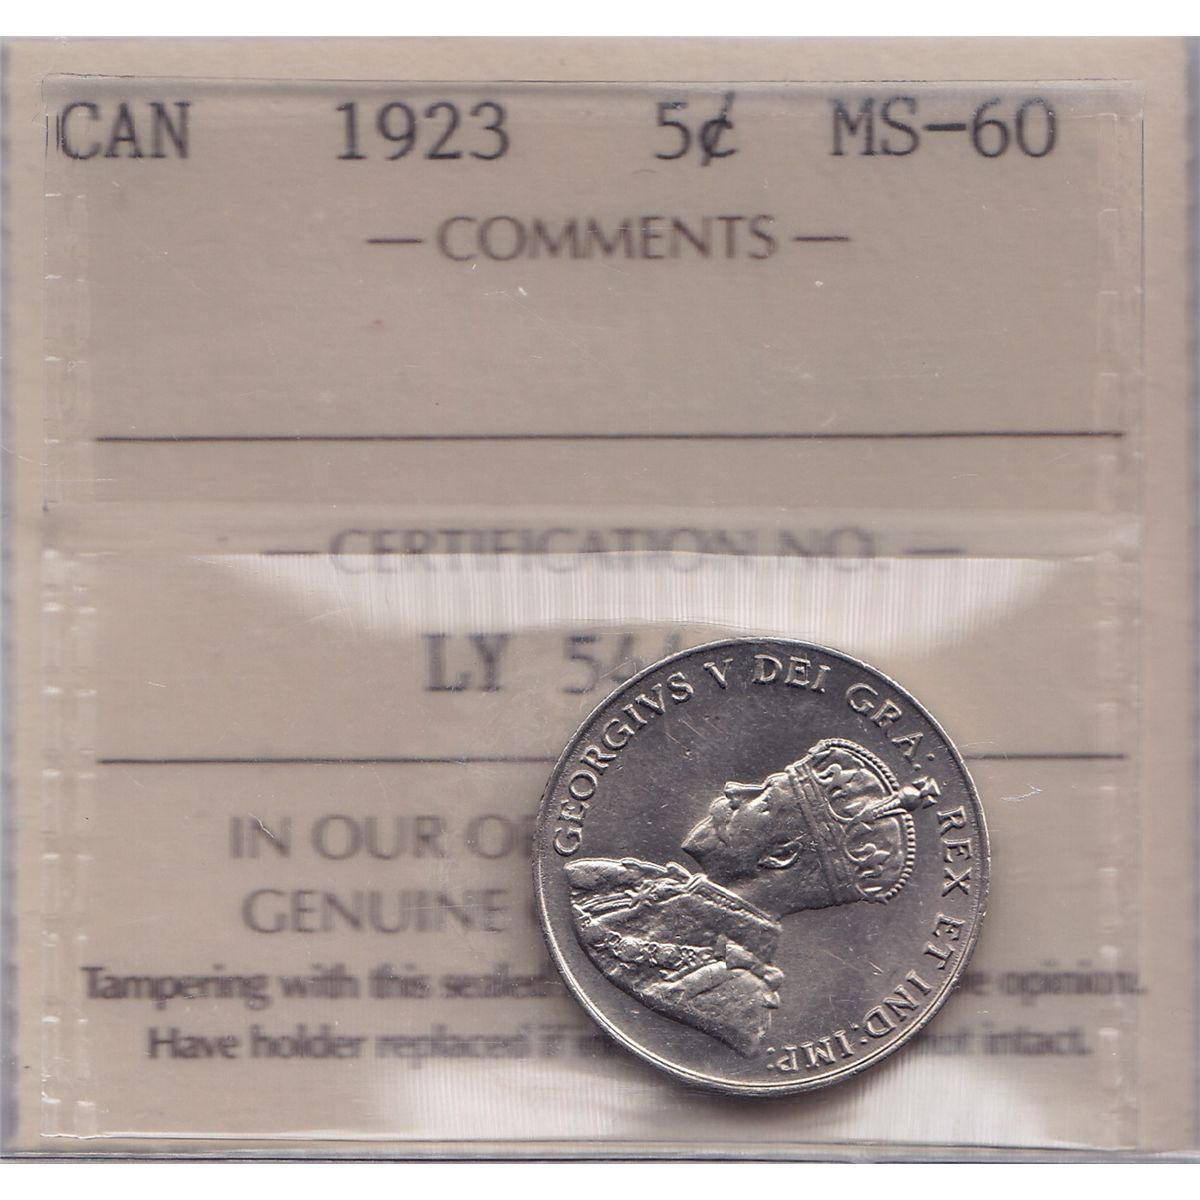 CAN 1923 5¢ MS-60
— COMMENTS —
— CERTIFICATION NO. —
LY 54
IN OUR
GENUINE
Tampering with this sealed opinion.
Have holder replaced if not intact.
GEORGIVS V DEI GRA: REX ET IND: IMP: